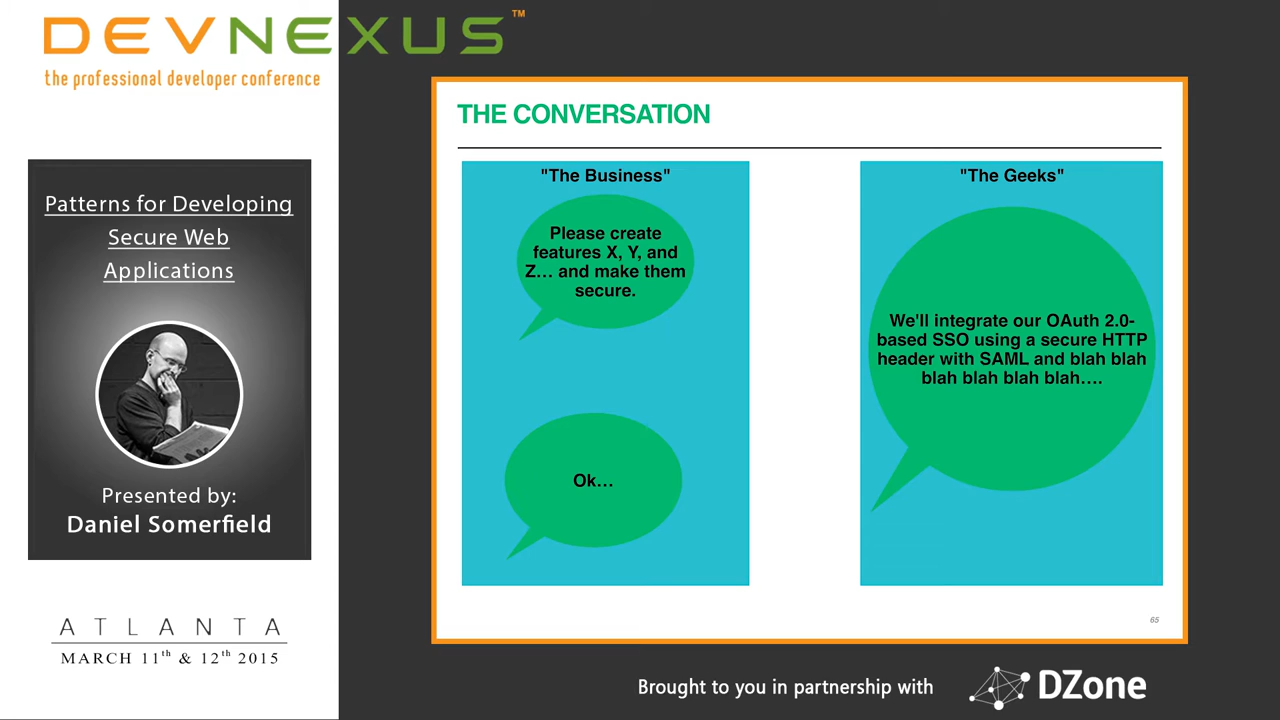 DEVNEXUS™
the professional developer conference
Patterns for Developing
Secure Web
Applications
Presented by:
Daniel Somerfield
ATLANTA
MARCH 11th & 12th 2015
THE CONVERSATION
"The Business"
Please create
features X, Y, and
Z… and make them
secure.
Ok…
"The Geeks"
We'll integrate our OAuth 2.0-
based SSO using a secure HTTP
header with SAML and blah blah
blah blah blah blah….
65
Brought to you in partnership with
DZone